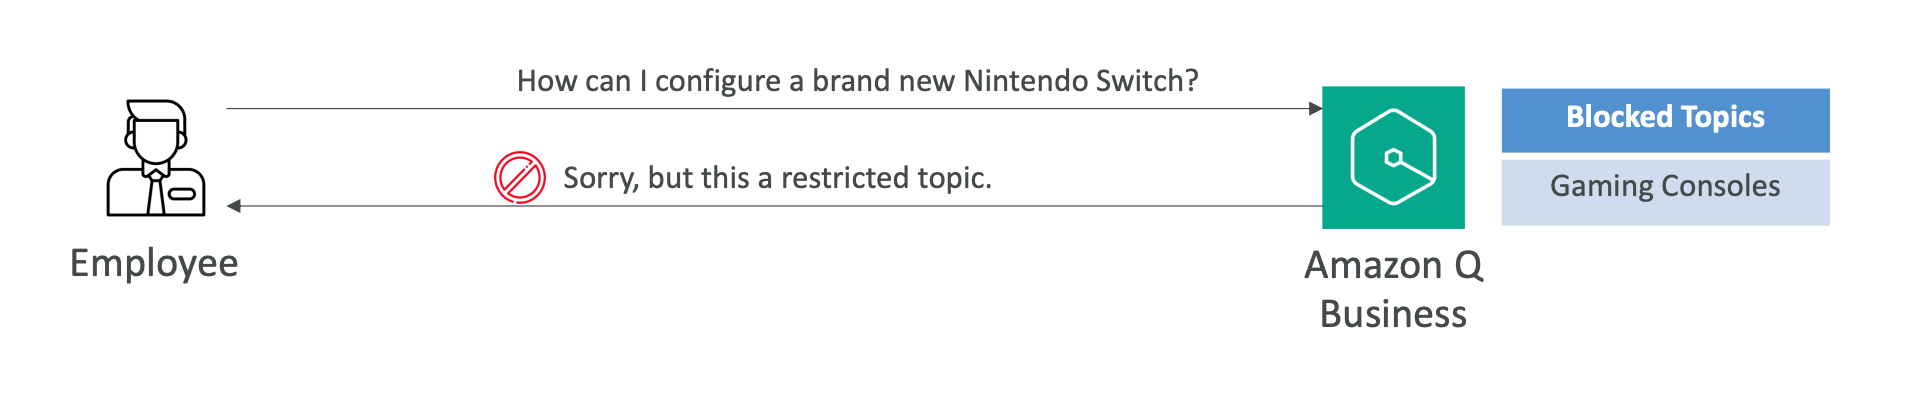 How can I configure a brand new Nintendo Switch?
Blocked Topics
Sorry, but this a restricted topic.
Gaming Consoles
Employee
Amazon Q
Business